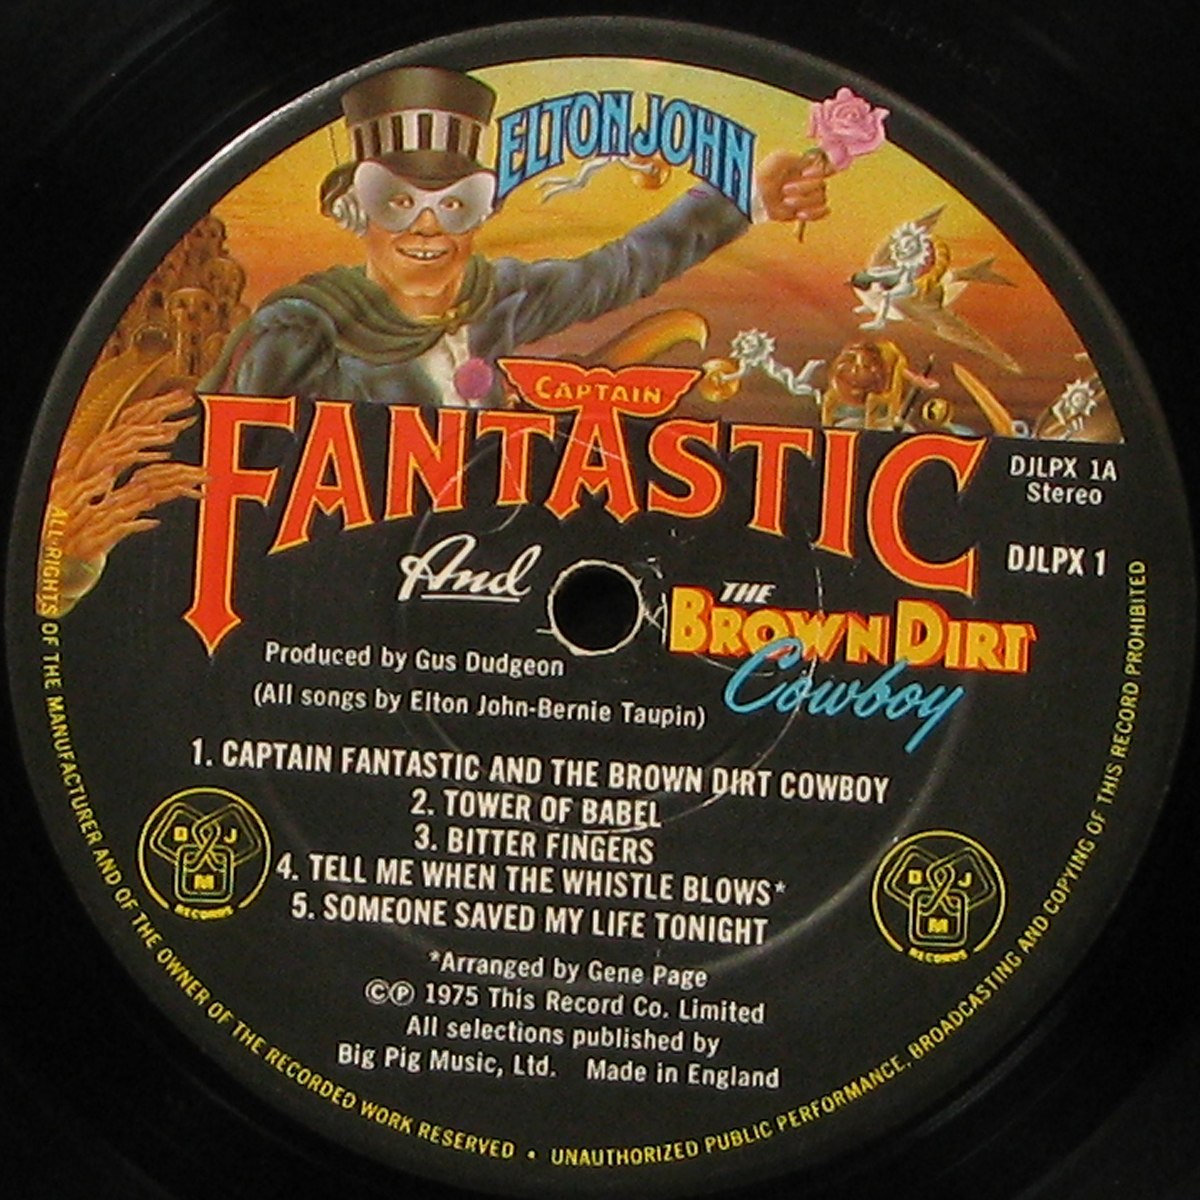 ELTON JOHN
CAPTAIN
FANTASTIC
And
THE
BROWN DIRT
Cowboy
DJLPX 1A
Stereo
DJLPX 1
Produced by Gus Dudgeon
(All songs by Elton John-Bernie Taupin)
1. CAPTAIN FANTASTIC AND THE BROWN DIRT COWBOY
2. TOWER OF BABEL
3. BITTER FINGERS
4. TELL ME WHEN THE WHISTLE BLOWS*
5. SOMEONE SAVED MY LIFE TONIGHT
DJM
RECORDS
DJM
RECORDS
*Arranged by Gene Page
©℗ 1975 This Record Co. Limited
All selections published by
Big Pig Music, Ltd. Made in England
ALL RIGHTS OF THE MANUFACTURER AND OF THE OWNER OF THE RECORDED WORK RESERVED • UNAUTHORIZED PUBLIC PERFORMANCE, BROADCASTING AND COPYING OF THIS RECORD PROHIBITED